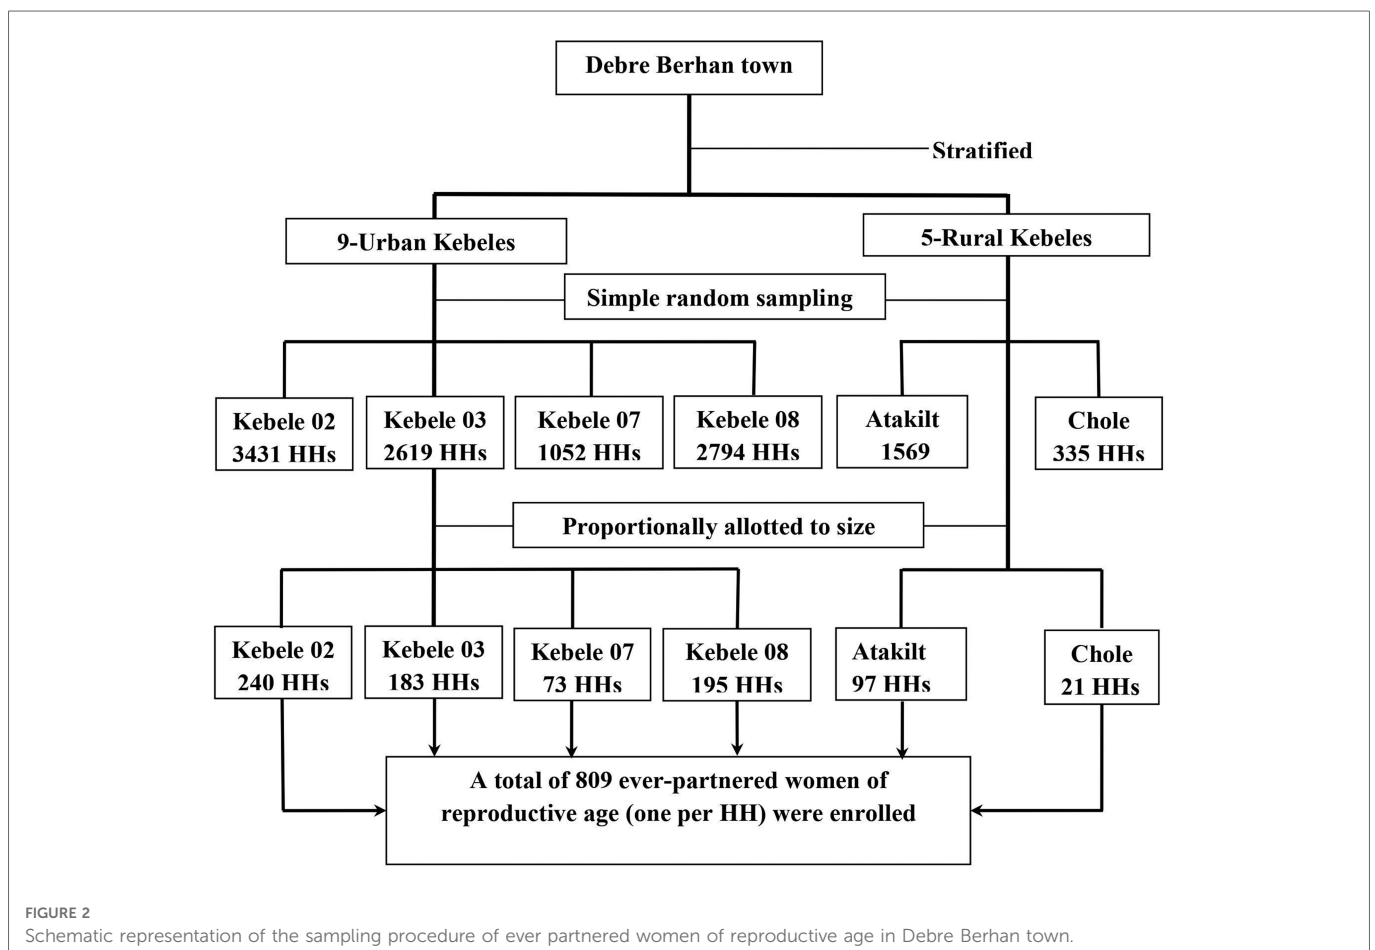 Debre Berhan town
Stratified
9-Urban Kebeles
5-Rural Kebeles
Simple random sampling
Kebele 02
3431 HHs
Kebele 03
2619 HHs
Kebele 07
1052 HHs
Kebele 08
2794 HHs
Atakilt
1569
Chole
335 HHs
Proportionally allotted to size
Kebele 02
240 HHs
Kebele 03
183 HHs
Kebele 07
73 HHs
Kebele 08
195 HHs
Atakilt
97 HHs
Chole
21 HHs
A total of 809 ever-partnered women of
reproductive age (one per HH) were enrolled
FIGURE 2
Schematic representation of the sampling procedure of ever partnered women of reproductive age in Debre Berhan town.